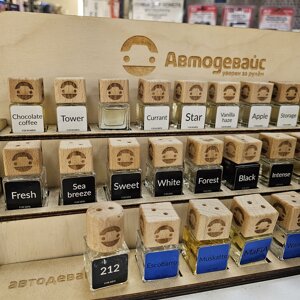 Автодевайс
уверен за рулём
Chocolate coffee
Tower
Currant
Star
Vanilla haze
Apple
Storage
Fresh
Sea breeze
Sweet
White
Forest
Black
Intense
212
Escotlamp
автодевайс